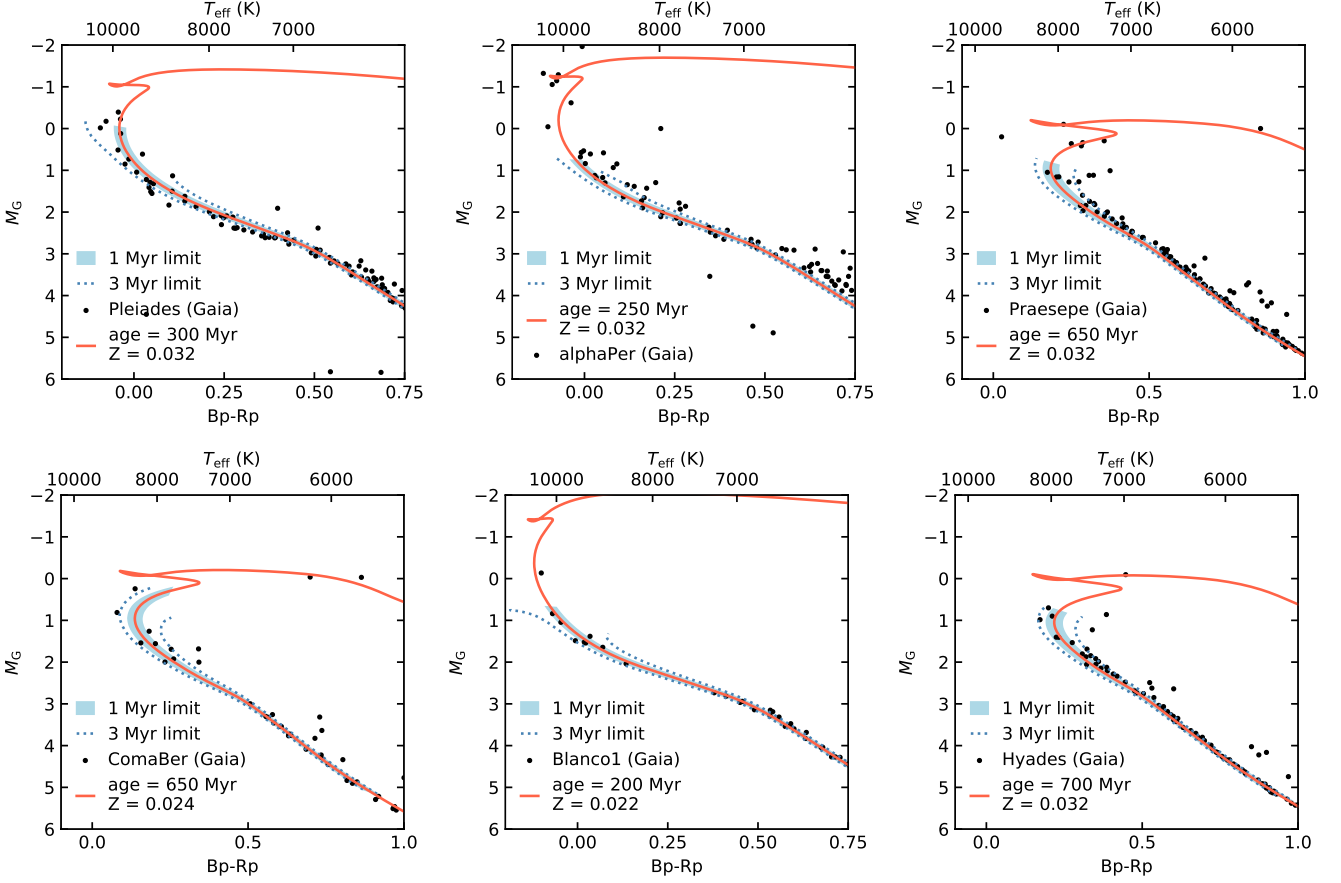 T_eff (K)
10000 8000 7000
−2
−1
0
1
2
3
4
5
6
M_G
1 Myr limit
3 Myr limit
Pleiades (Gaia)
age = 300 Myr
Z = 0.032
0.00 0.25 0.50 0.75
Bp-Rp
T_eff (K)
10000 8000 7000
−2
−1
0
1
2
3
4
5
6
M_G
1 Myr limit
3 Myr limit
age = 250 Myr
Z = 0.032
alphaPer (Gaia)
0.00 0.25 0.50 0.75
Bp-Rp
T_eff (K)
10000 8000 7000 6000
−2
−1
0
1
2
3
4
5
6
M_G
1 Myr limit
3 Myr limit
Praesepe (Gaia)
age = 650 Myr
Z = 0.032
0.0 0.5 1.0
Bp-Rp
T_eff (K)
10000 8000 7000 6000
−2
−1
0
1
2
3
4
5
6
M_G
1 Myr limit
3 Myr limit
ComaBer (Gaia)
age = 650 Myr
Z = 0.024
0.0 0.5 1.0
Bp-Rp
T_eff (K)
10000 8000 7000
−2
−1
0
1
2
3
4
5
6
M_G
1 Myr limit
3 Myr limit
Blanco1 (Gaia)
age = 200 Myr
Z = 0.022
0.00 0.25 0.50 0.75
Bp-Rp
T_eff (K)
10000 8000 7000 6000
−2
−1
0
1
2
3
4
5
6
M_G
1 Myr limit
3 Myr limit
Hyades (Gaia)
age = 700 Myr
Z = 0.032
0.0 0.5 1.0
Bp-Rp